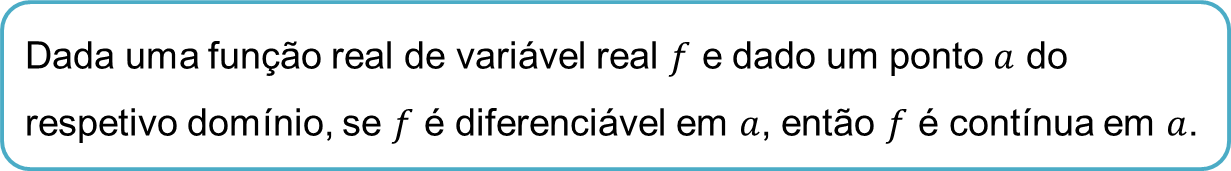 Dada uma função real de variável real 𝑓 e dado um ponto 𝑎 do
respetivo domínio, se 𝑓 é diferenciável em 𝑎, então 𝑓 é contínua em 𝑎.